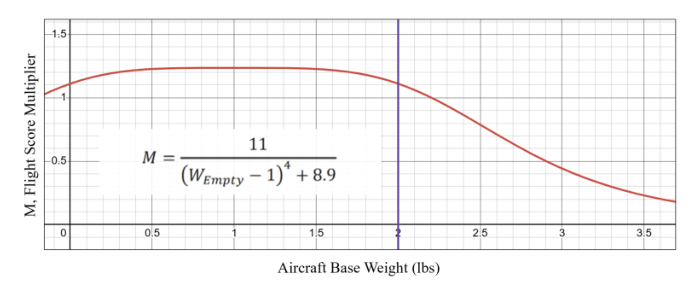 1.5
1
0.5
M, Flight Score Multiplier
M = 11 / ((W_Empty − 1)^4 + 8.9)
0 0.5 1 1.5 2 2.5 3 3.5
Aircraft Base Weight (lbs)